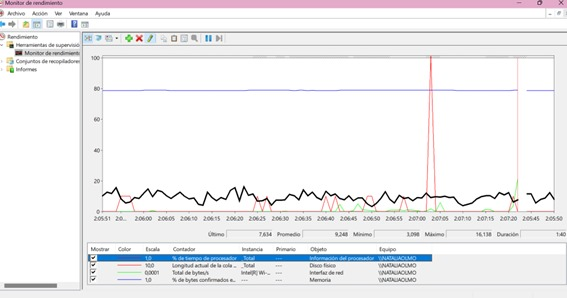 Monitor de rendimiento
Archivo Acción Ver Ventana Ayuda
Rendimiento
Herramientas de supervisió
Monitor de rendimiento
Conjuntos de recopiladores
Informes
100
80
60
40
20
0
2:05:51 2:0... 2:06:05 2:06:10 2:06:15 2:06:20 2:06:25 2:06:30 2:06:35 2:06:40 2:06:45 2:06:50 2:06:55 2:07:05 2:07:10 2:07:15 2:07:20 2:05:45 2:05:50
Último 7,634 Promedio 9,248 Mínimo 3,098 Máximo 16,138 Duración 1:40
Mostrar Color Escala Contador Instancia Primario Objeto Equipo
1,0 % de tiempo de procesador _Total --- Información del procesador \\NATALIAOLMO
10,0 Longitud actual de la cola ... _Total --- Disco físico \\NATALIAOLMO
0,0001 Total de bytes/s Intel[R] Wi-... --- Interfaz de red \\NATALIAOLMO
1,0 % de bytes confirmados e... --- --- Memoria \\NATALIAOLMO